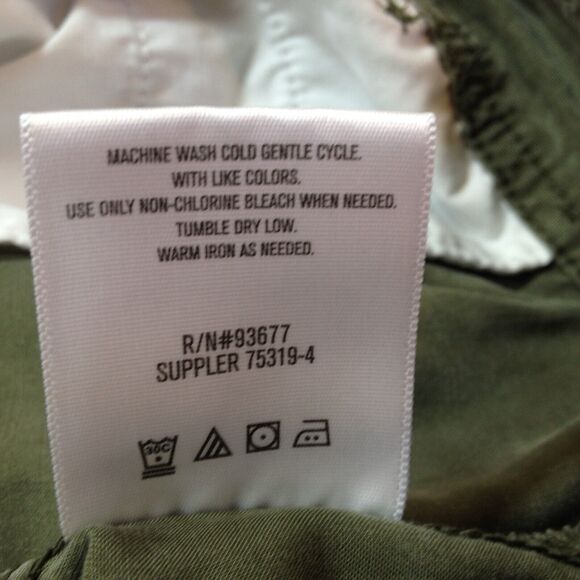 MACHINE WASH COLD GENTLE CYCLE.
WITH LIKE COLORS.
USE ONLY NON-CHLORINE BLEACH WHEN NEEDED.
TUMBLE DRY LOW.
WARM IRON AS NEEDED.
R/N#93677
SUPPLER 75319-4
30C